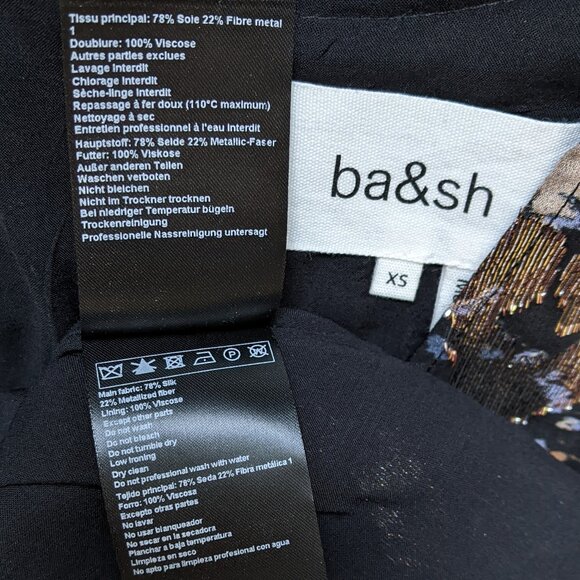 Tissu principal: 78% Soie 22% Fibre metal
1
Doublure: 100% Viscose
Autres parties exclues
Lavage Interdit
Chlorage Interdit
Sèche-linge Interdit
Repassage à fer doux (110°C maximum)
Nettoyage à sec
Entretien professionnel à l'eau Interdit
Hauptstoff: 78% Seide 22% Metallic-Faser
Futter: 100% Viskose
Außer anderen Teilen
Waschen verboten
Nicht bleichen
Nicht im Trockner trocknen
Bei niedriger Temperatur bügeln
Trockenreinigung
Professionelle Nassreinigung untersagt
ba&sh
XS
P
W
Main fabric: 78% Silk
22% Metallized fiber
Lining: 100% Viscose
Except other parts
Do not wash
Do not bleach
Do not tumble dry
Low ironing
Dry clean
Do not professional wash with water
Tejido principal: 78% Seda 22% Fibra metálica 1
Forro: 100% Viscosa
Excepto otras partes
No lavar
No usar blanqueador
No secar en la secadora
Planchar a baja temperatura
Limpieza en seco
No apto para limpieza profesional con agua